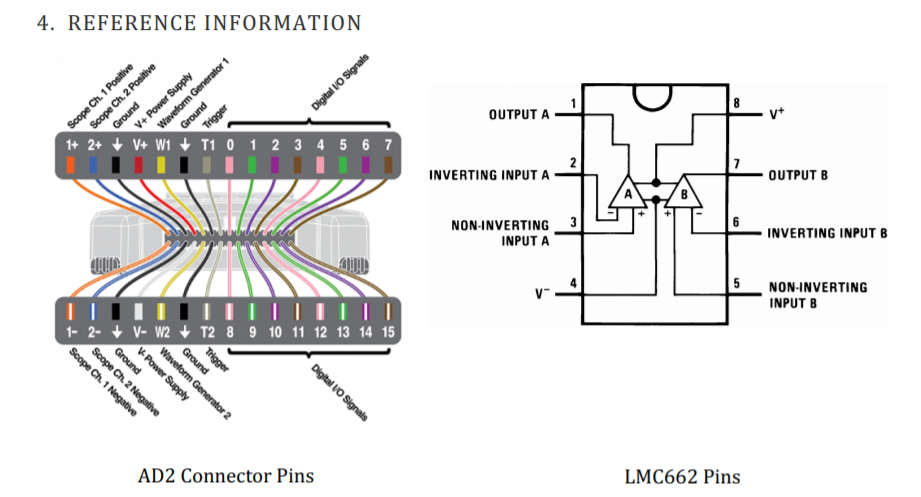 4. REFERENCE INFORMATION
Scope Ch. 1 Positive
Scope Ch. 2 Positive
Ground
V+ Power Supply
Waveform Generator 1
Ground
Trigger
Digital I/O Signals
1+ 2+ V+ W1 T1 0 1 2 3 4 5 6 7
1- 2- V- W2 T2 8 9 10 11 12 13 14 15
Scope Ch. 1 Negative
Scope Ch. 2 Negative
Ground
V- Power Supply
Waveform Generator 2
Ground
Trigger
Digital I/O Signals
AD2 Connector Pins
OUTPUT A 1
INVERTING INPUT A 2
NON-INVERTING 3
INPUT A
V⁻ 4
A B
- + + -
8 V⁺
7 OUTPUT B
6 INVERTING INPUT B
5 NON-INVERTING
INPUT B
LMC662 Pins